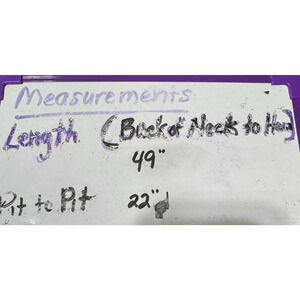 Measurements
Length (Back of Neck to Hem)
49"
Pit to Pit 22"